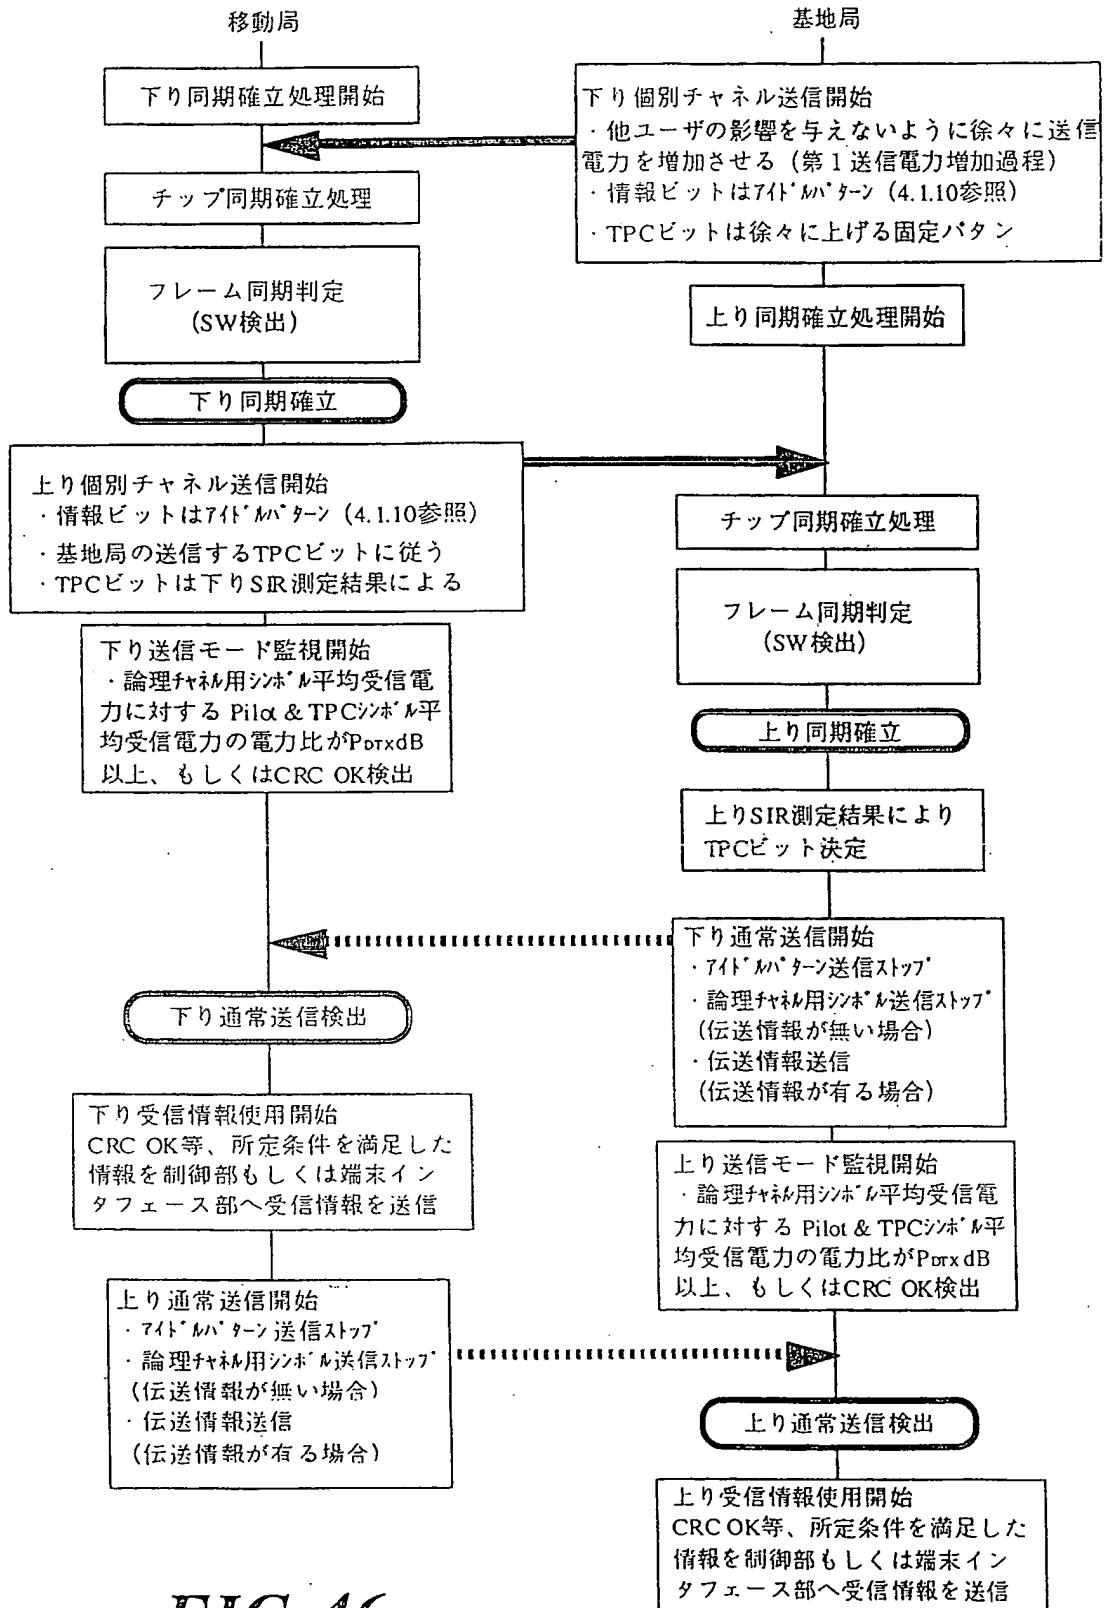 移動局
基地局
下り同期確立処理開始
下り個別チャネル送信開始
・他ユーザの影響を与えないように徐々に送信
電力を増加させる（第1送信電力増加過程）
・情報ビットはｱｲﾄﾞﾙﾊﾟﾀｰﾝ（4.1.10参照）
・TPCビットは徐々に上げる固定パタン
チップ同期確立処理
フレーム同期判定
(SW検出)
上り同期確立処理開始
下り同期確立
上り個別チャネル送信開始
・情報ビットはｱｲﾄﾞﾙﾊﾟﾀｰﾝ（4.1.10参照）
・基地局の送信するTPCビットに従う
・TPCビットは下りSIR測定結果による
チップ同期確立処理
フレーム同期判定
(SW検出)
下り送信モード監視開始
・論理ﾁｬﾈﾙ用ｼﾝﾎﾞﾙ平均受信電
力に対する Pilot & TPCｼﾝﾎﾞﾙ平
均受信電力の電力比がPDTXdB
以上、もしくはCRC OK検出
上り同期確立
上りSIR測定結果により
TPCビット決定
下り通常送信開始
・ｱｲﾄﾞﾙﾊﾟﾀｰﾝ送信ｽﾄｯﾌﾟ
・論理ﾁｬﾈﾙ用ｼﾝﾎﾞﾙ送信ｽﾄｯﾌﾟ
(伝送情報が無い場合)
・伝送情報送信
(伝送情報が有る場合)
下り通常送信検出
下り受信情報使用開始
CRC OK等、所定条件を満足した
情報を制御部もしくは端末イン
タフェース部へ受信情報を送信
上り送信モード監視開始
・論理ﾁｬﾈﾙ用ｼﾝﾎﾞﾙ平均受信電
力に対する Pilot & TPCｼﾝﾎﾞﾙ平
均受信電力の電力比がPDTXdB
以上、もしくはCRC OK検出
上り通常送信開始
・ｱｲﾄﾞﾙﾊﾟﾀｰﾝ送信ｽﾄｯﾌﾟ
・論理ﾁｬﾈﾙ用ｼﾝﾎﾞﾙ送信ｽﾄｯﾌﾟ
(伝送情報が無い場合)
・伝送情報送信
(伝送情報が有る場合)
上り通常送信検出
上り受信情報使用開始
CRC OK等、所定条件を満足した
情報を制御部もしくは端末イン
タフェース部へ受信情報を送信